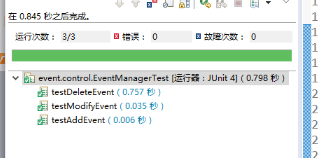 在 0.845 秒之后完成。
运行次数： 3/3 错误： 0 故障次数： 0
event.control.EventManagerTest [运行器：JUnit 4] ( 0.798 秒 )
testDeleteEvent ( 0.757 秒 )
testModifyEvent ( 0.035 秒 )
testAddEvent ( 0.006 秒 )